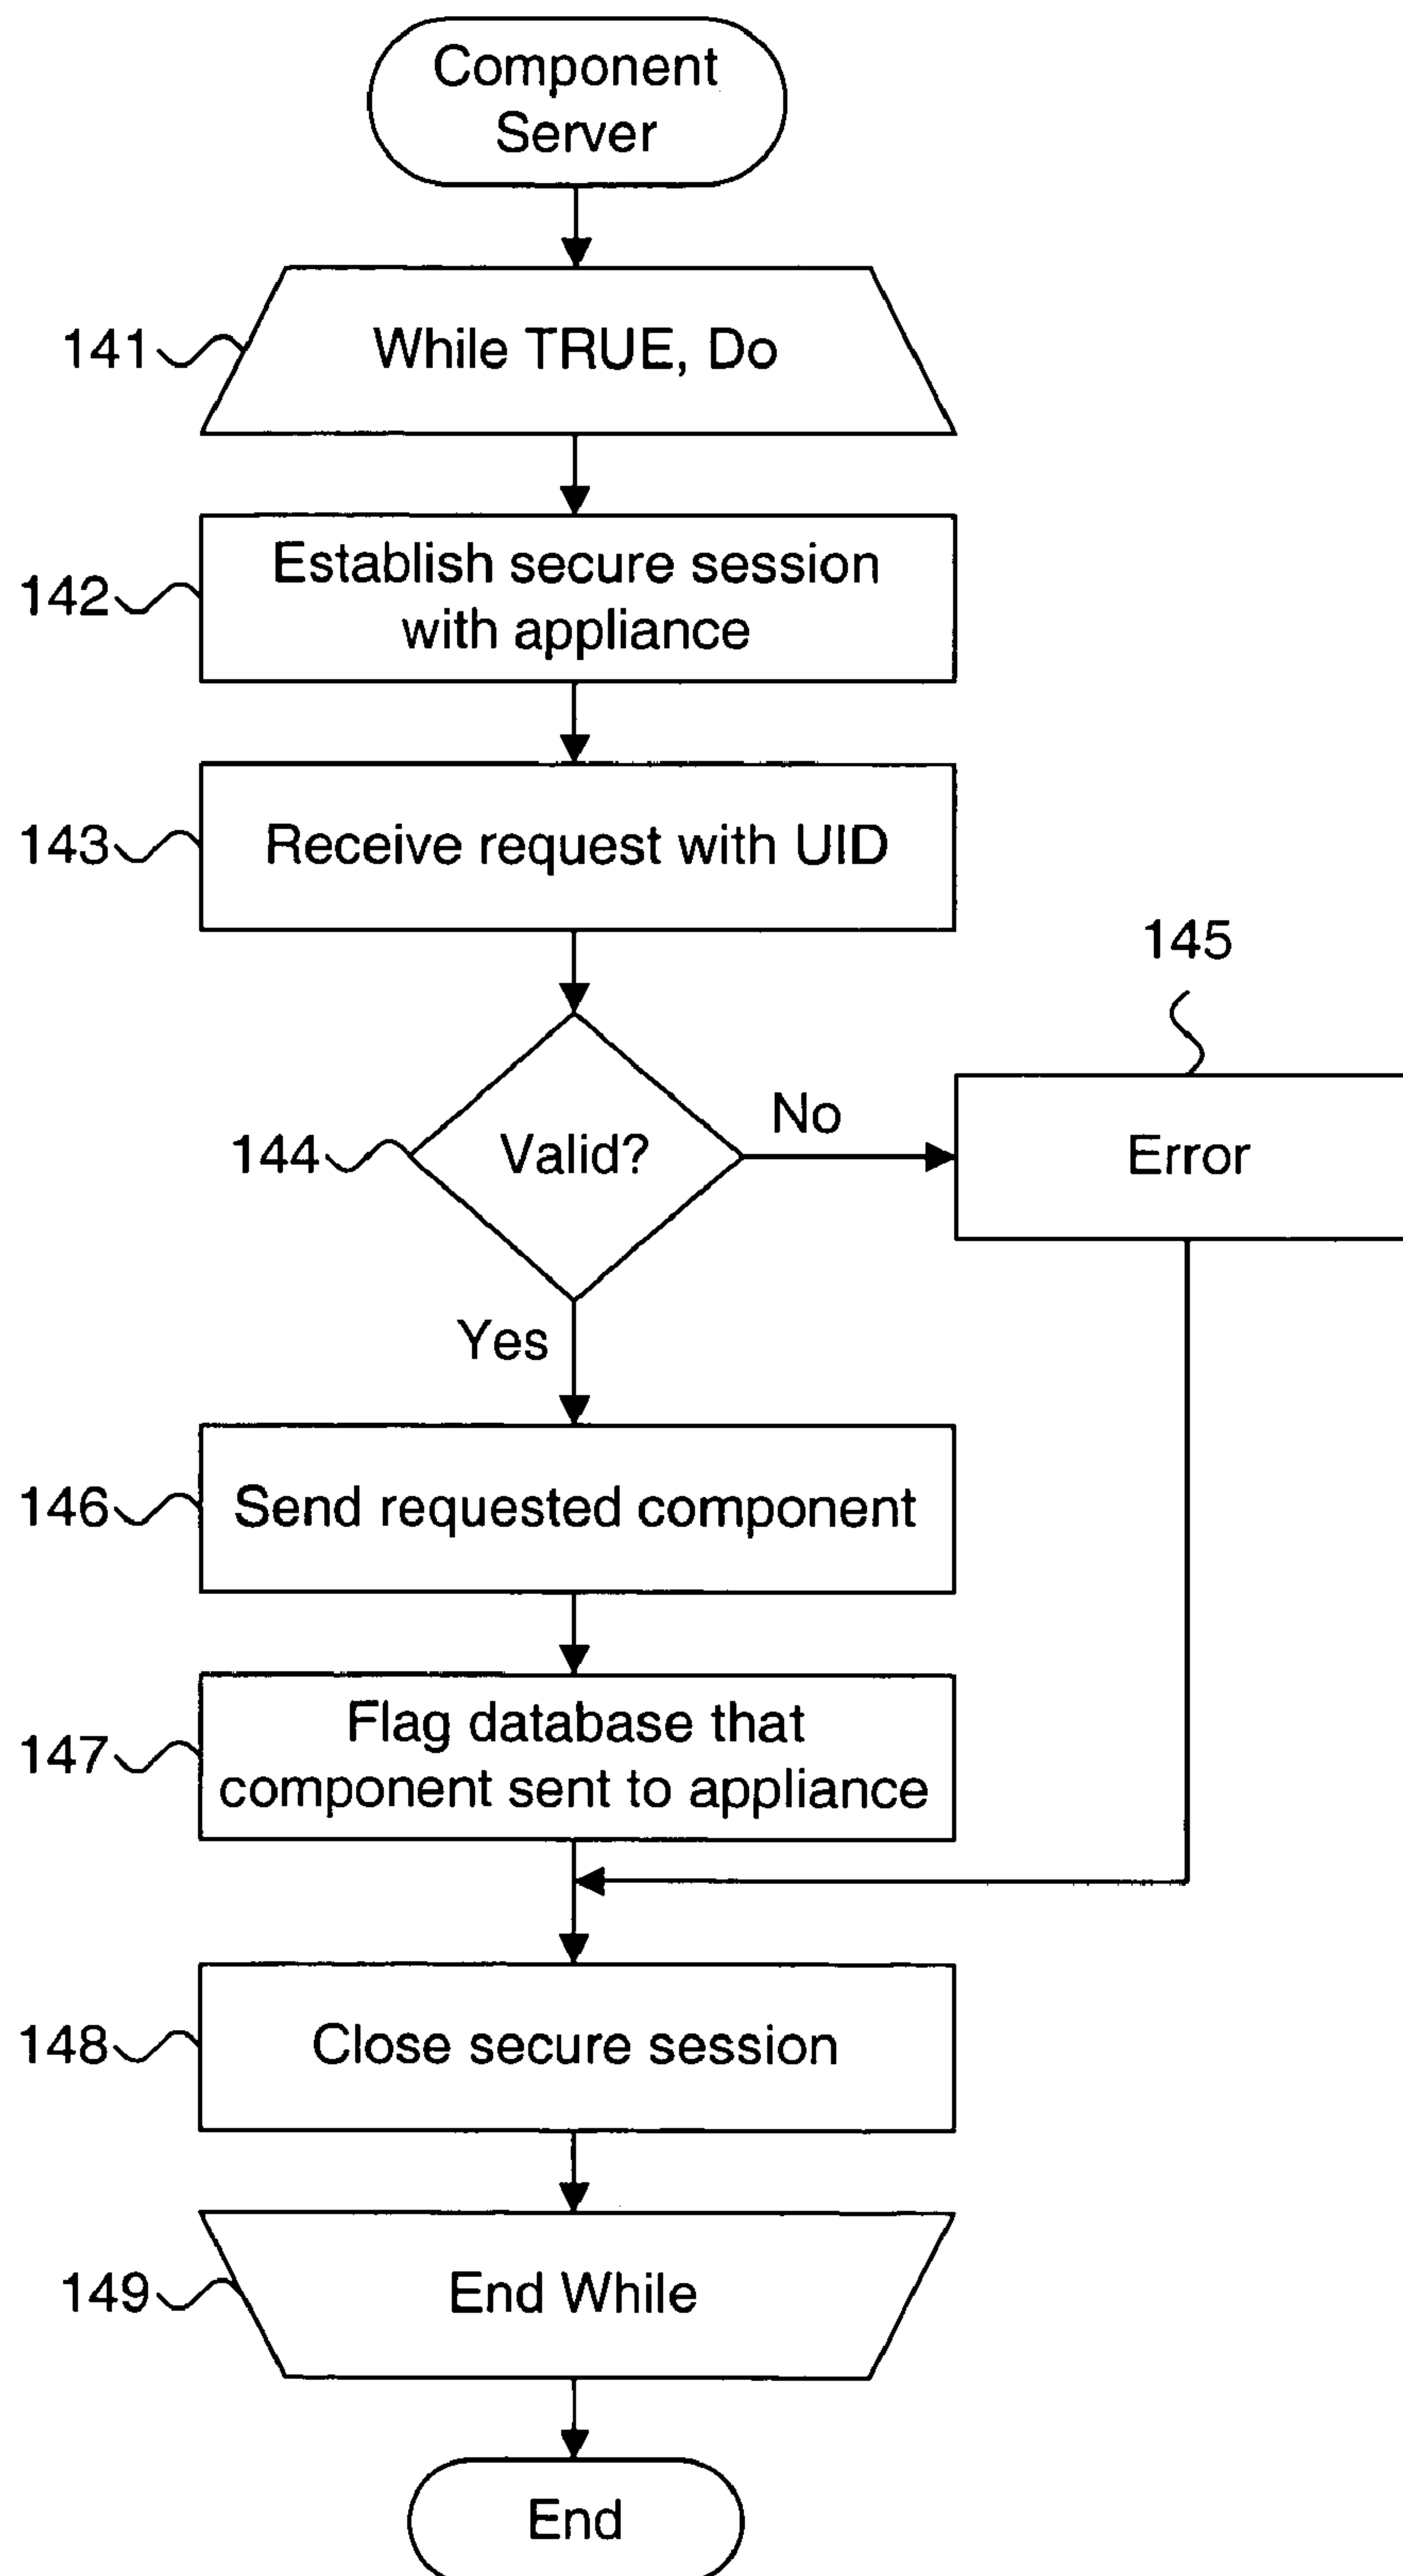 Component
Server
141
While TRUE, Do
142
Establish secure session
with appliance
143
Receive request with UID
145
144
Valid?
No
Error
Yes
146
Send requested component
147
Flag database that
component sent to appliance
148
Close secure session
149
End While
End